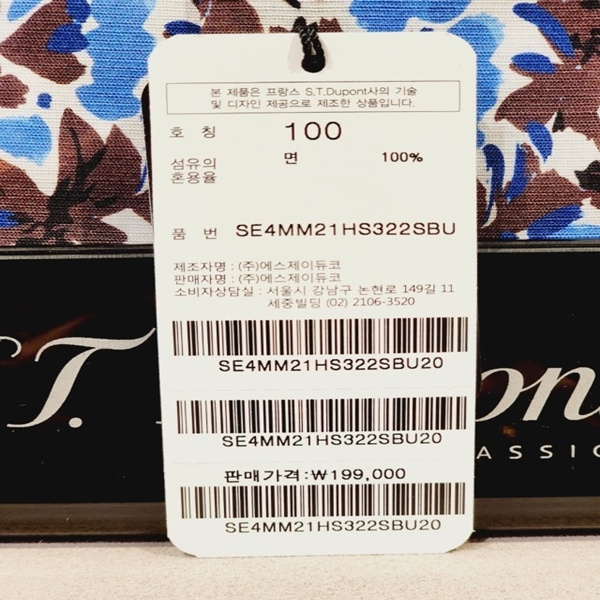 본 제품은 프랑스 S.T.Dupont사의 기술
및 디자인 제공으로 제조한 상품입니다.
호 칭 100
섬유의 면 100%
혼용율
품 번 SE4MM21HS322SBU
제조자명 : (주)에스제이듀코
판매자명 : (주)에스제이듀코
소비자상담실 : 서울시 강남구 논현로 149길 11
세중빌딩 (02) 2106-3520
SE4MM21HS322SBU20
SE4MM21HS322SBU20
판매가격:₩199,000
SE4MM21HS322SBU20